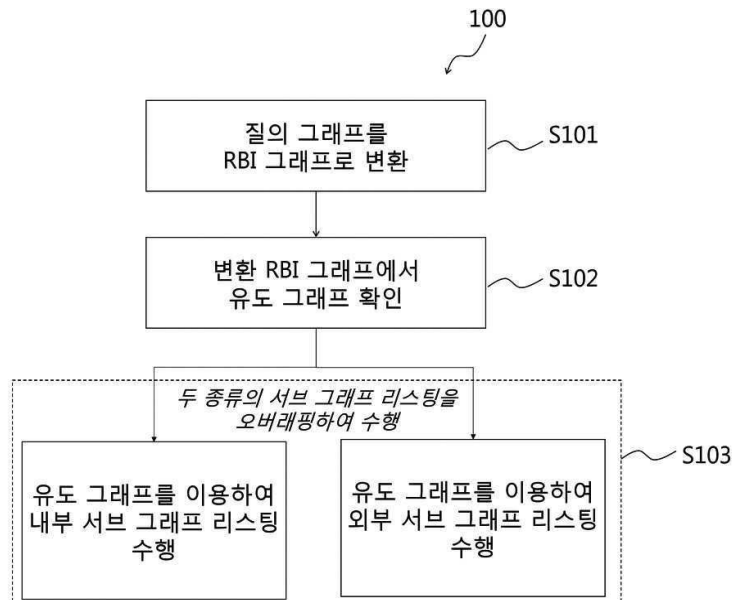 100
질의 그래프를
RBI 그래프로 변환
S101
변환 RBI 그래프에서
유도 그래프 확인
S102
두 종류의 서브 그래프 리스팅을
오버래핑하여 수행
유도 그래프를 이용하여
내부 서브 그래프 리스팅
수행
유도 그래프를 이용하여
외부 서브 그래프 리스팅
수행
S103